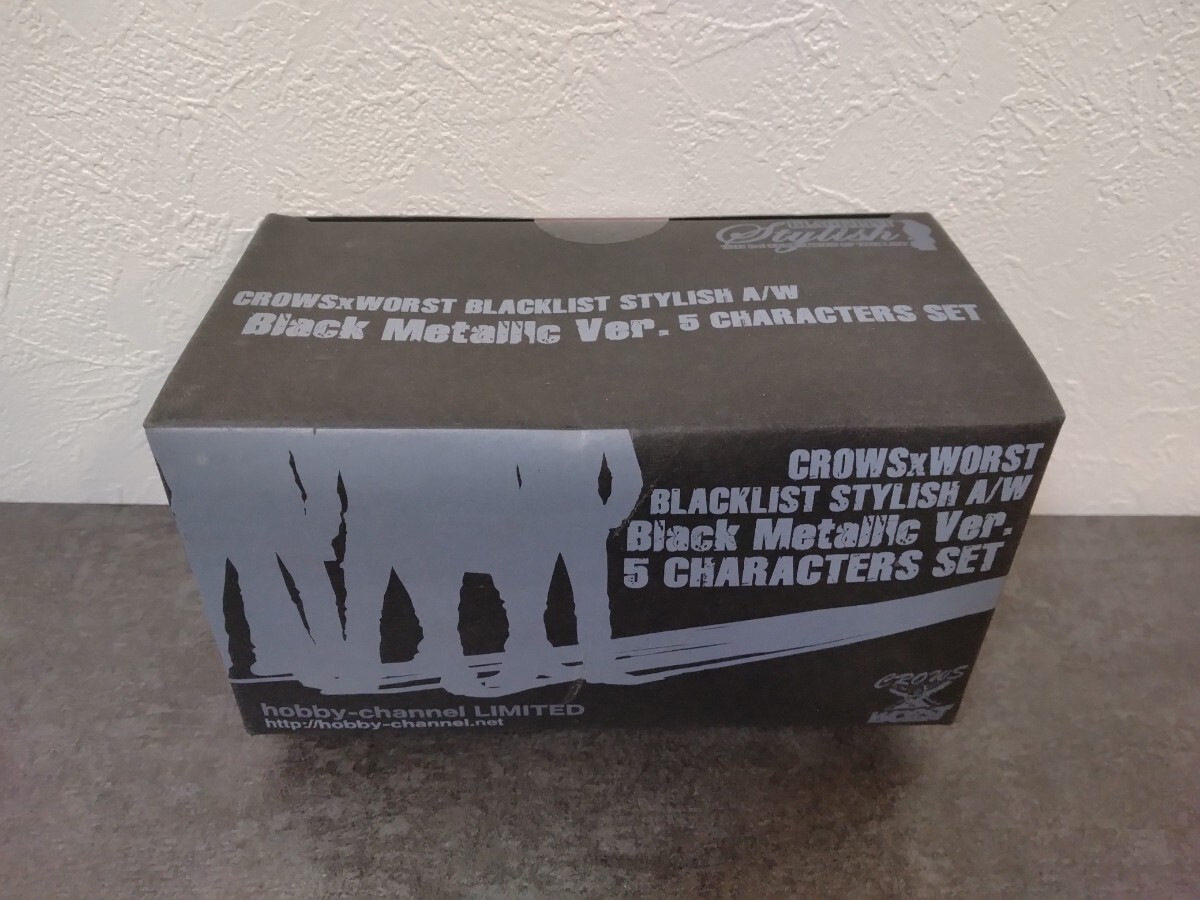 Stylish
CROWSxWORST BLACKLIST STYLISH A/W
Black Metallic Ver. 5 CHARACTERS SET
CROWSxWORST
BLACKLIST STYLISH A/W
Black Metallic Ver.
5 CHARACTERS SET
hobby-channel LIMITED
http://hobby-channel.net
CROWS
WORST